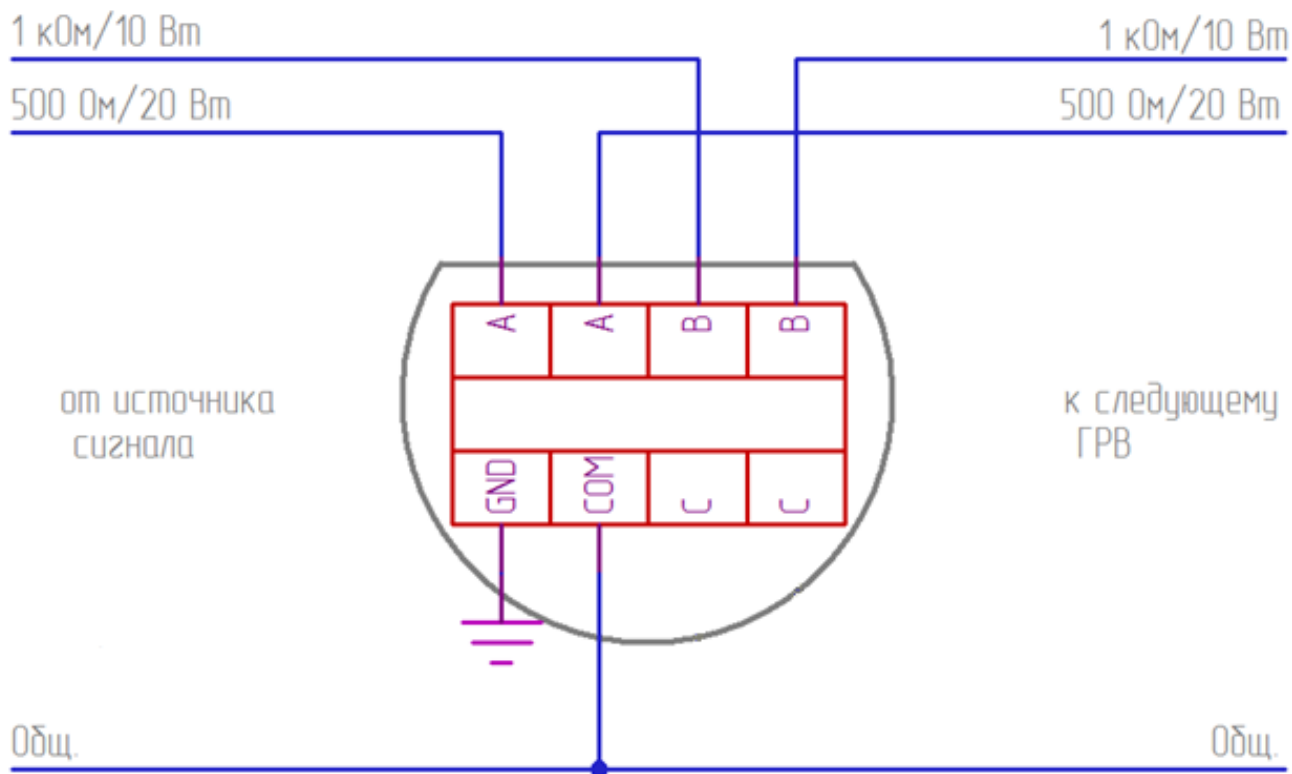 1 кОм/10 Вт
1 кОм/10 Вт
500 Ом/20 Вт
500 Ом/20 Вт
A
A
B
B
от источника
сигнала
к следующему
ГРВ
GND
COM
C
C
Общ.
Общ.